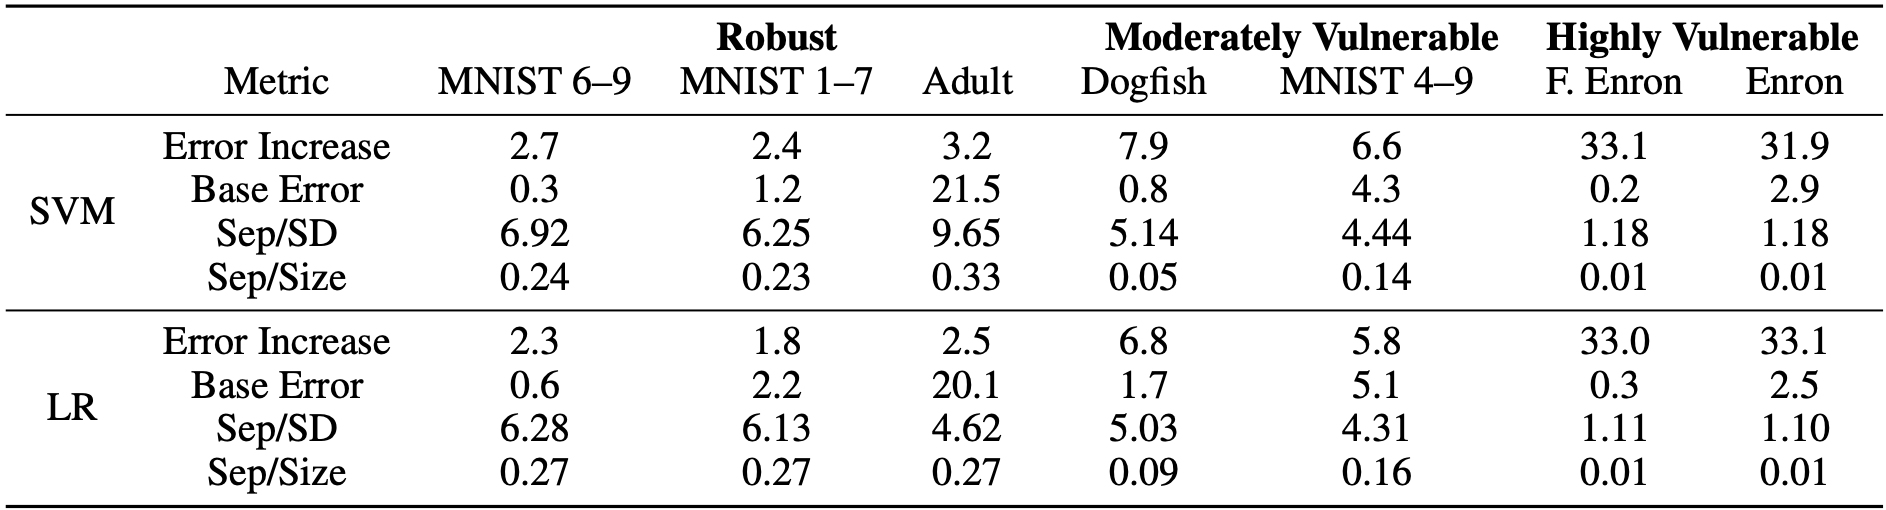 Robust Moderately Vulnerable Highly Vulnerable
Metric MNIST 6–9 MNIST 1–7 Adult Dogfish MNIST 4–9 F. Enron Enron
SVM
Error Increase 2.7 2.4 3.2 7.9 6.6 33.1 31.9
Base Error 0.3 1.2 21.5 0.8 4.3 0.2 2.9
Sep/SD 6.92 6.25 9.65 5.14 4.44 1.18 1.18
Sep/Size 0.24 0.23 0.33 0.05 0.14 0.01 0.01
LR
Error Increase 2.3 1.8 2.5 6.8 5.8 33.0 33.1
Base Error 0.6 2.2 20.1 1.7 5.1 0.3 2.5
Sep/SD 6.28 6.13 4.62 5.03 4.31 1.11 1.10
Sep/Size 0.27 0.27 0.27 0.09 0.16 0.01 0.01